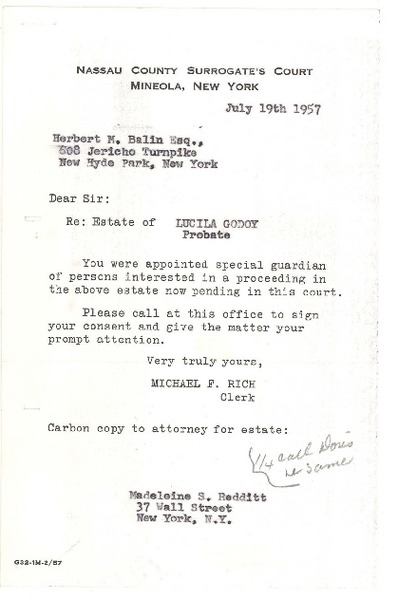 NASSAU COUNTY SURROGATE'S COURT
MINEOLA, NEW YORK
July 19th 1957
Herbert M. Balin Esq.,
808 Jericho Turnpike
New Hyde Park, New York
Dear Sir:
Re: Estate of LUCILA GODOY
Probate
You were appointed special guardian
of persons interested in a proceeding in
the above estate now pending in this court.
Please call at this office to sign
your consent and give the matter your
prompt attention.
Very truly yours,
MICHAEL F. RICH
Clerk
Carbon copy to attorney for estate:
call Doris
same
Madeleine S. Redditt
37 Wall Street
New York, N.Y.
G32-1M-2/57